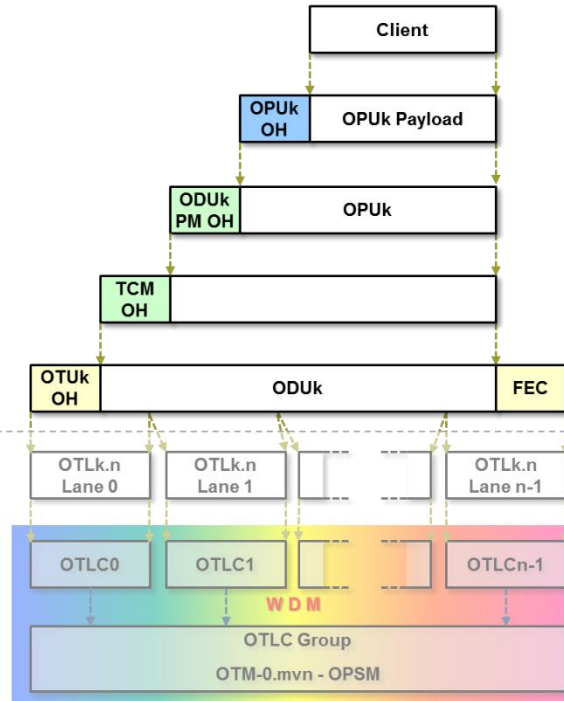 Client
OPUk
OH
OPUk Payload
ODUk
PM OH
OPUk
TCM
OH
OTUk
OH
ODUk
FEC
OTLk.n
Lane 0
OTLk.n
Lane 1
OTLk.n
Lane n-1
OTLC0
OTLC1
OTLCn-1
W D M
OTLC Group
OTM-0.mvn - OPSM